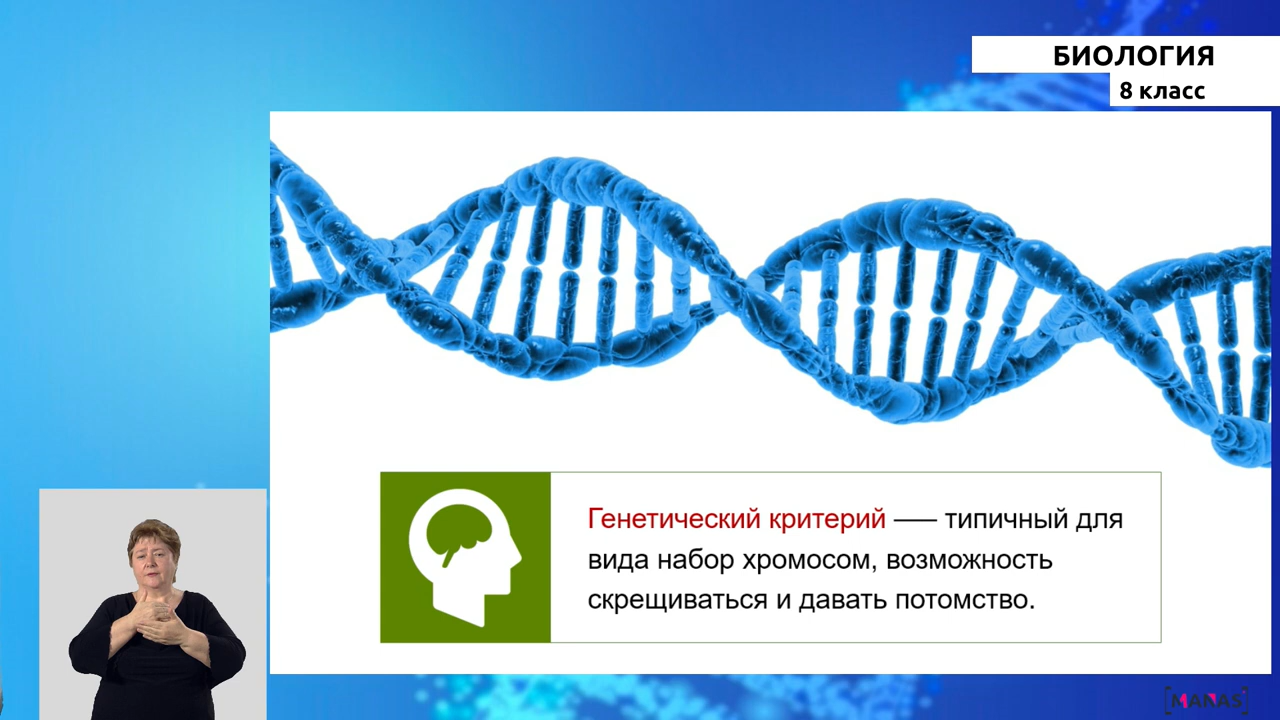 БИОЛОГИЯ
8 класс
Генетический критерий –– типичный для
вида набор хромосом, возможность
скрещиваться и давать потомство.
[MANAS]